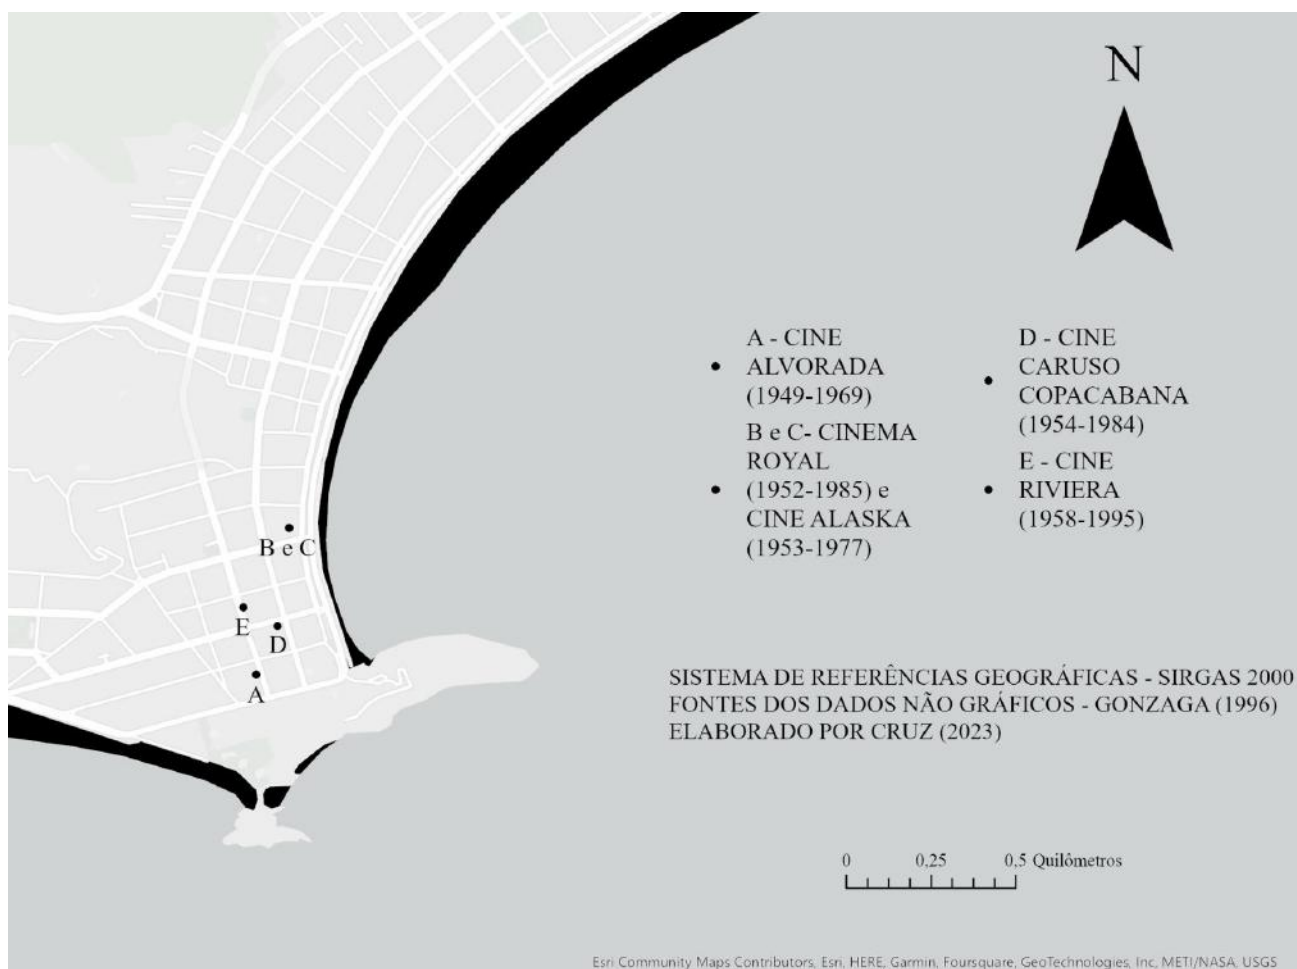 N
A - CINE
ALVORADA
(1949-1969)
B e C- CINEMA
ROYAL
(1952-1985) e
CINE ALASKA
(1953-1977)
D - CINE
CARUSO
COPACABANA
(1954-1984)
E - CINE
RIVIERA
(1958-1995)
B e C
E
D
A
SISTEMA DE REFERÊNCIAS GEOGRÁFICAS - SIRGAS 2000
FONTES DOS DADOS NÃO GRÁFICOS - GONZAGA (1996)
ELABORADO POR CRUZ (2023)
0 0,25 0,5 Quilômetros
Esri Community Maps Contributors, Esri, HERE, Garmin, Foursquare, GeoTechnologies, Inc, METI/NASA, USGS